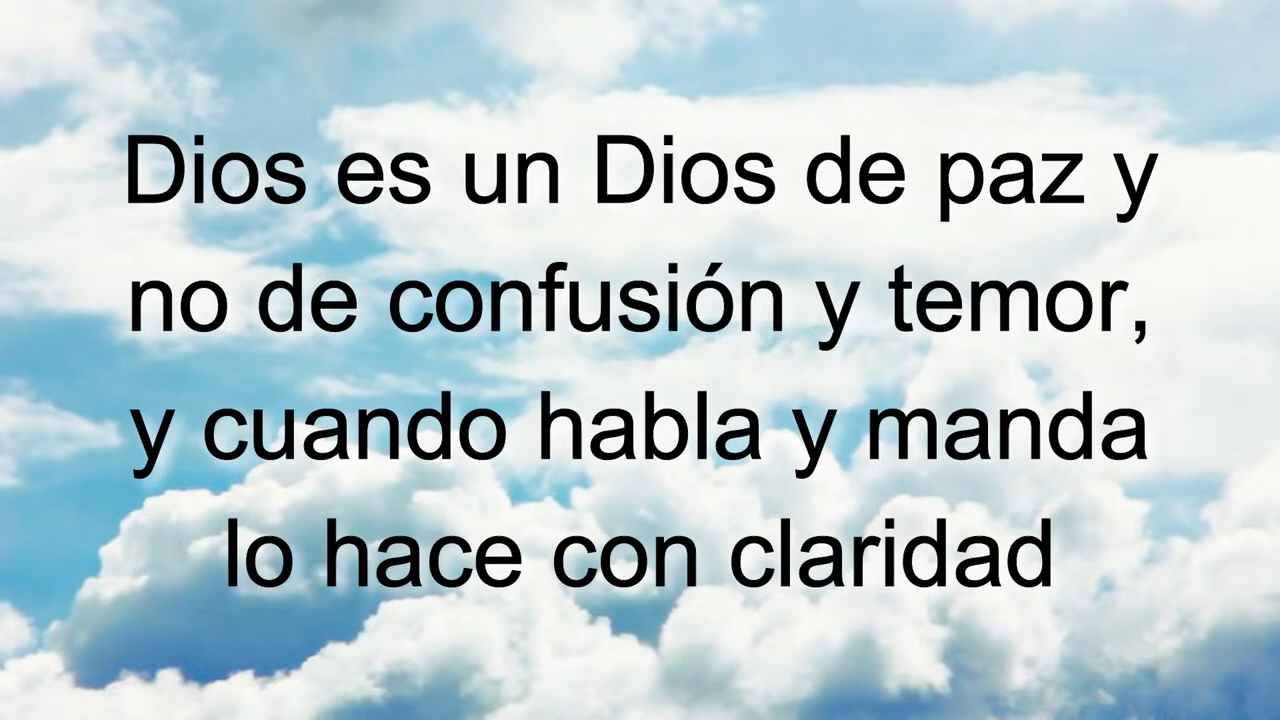 Dios es un Dios de paz y
no de confusión y temor,
y cuando habla y manda
lo hace con claridad